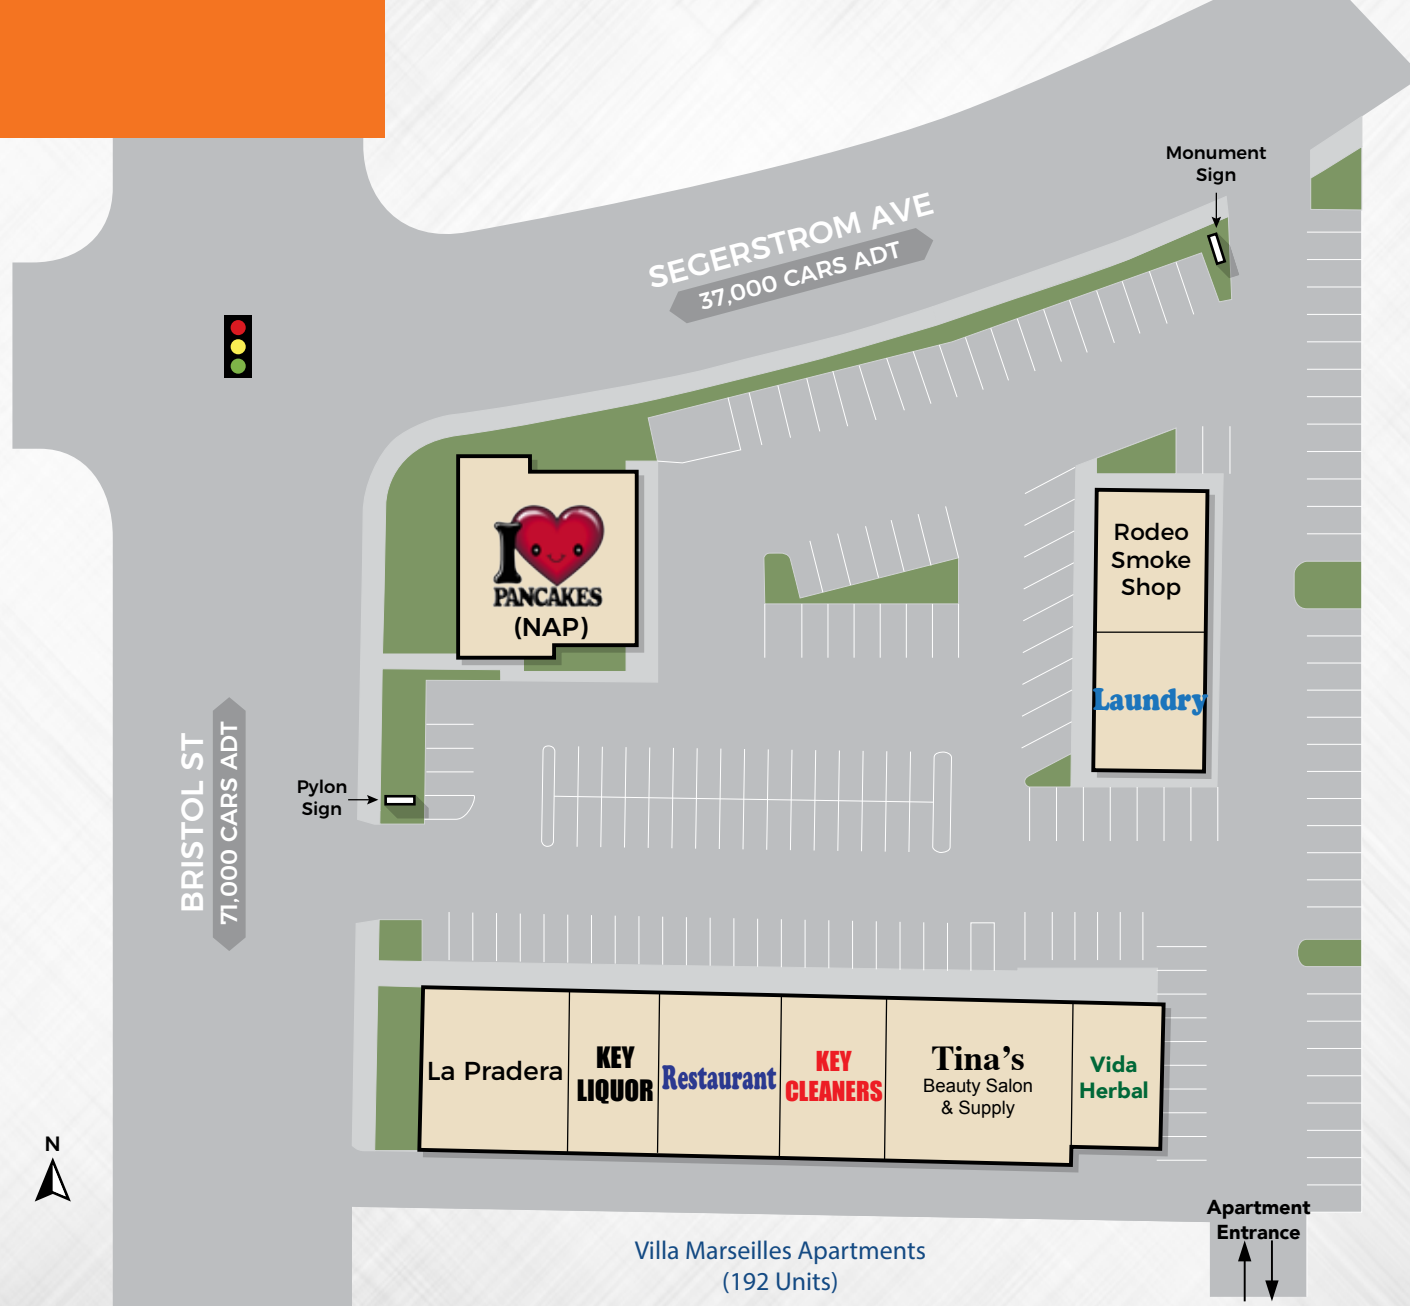 Monument
Sign
SEGERSTROM AVE
37,000 CARS ADT
I
PANCAKES
(NAP)
Rodeo
Smoke
Shop
Laundry
BRISTOL ST
71,000 CARS ADT
Pylon
Sign
La Pradera
KEY
LIQUOR
Restaurant
KEY
CLEANERS
Tina’s
Beauty Salon
& Supply
Vida
Herbal
N
Apartment
Entrance
Villa Marseilles Apartments
(192 Units)